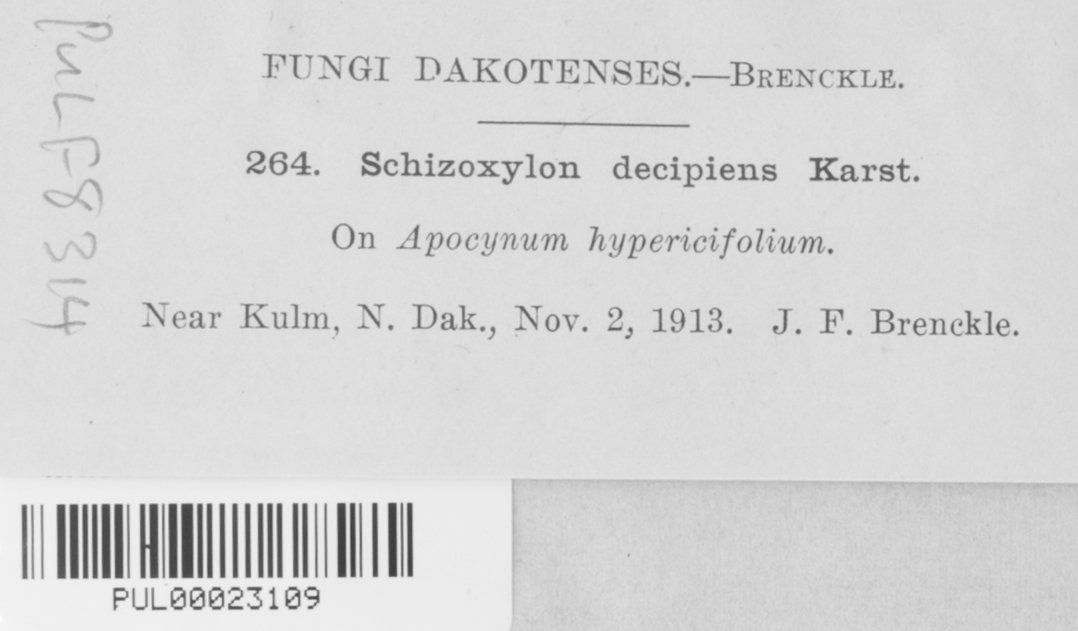 FUNGI DAKOTENSES.—BRENCKLE.
264. Schizoxylon decipiens Karst.
On Apocynum hypericifolium.
Near Kulm, N. Dak., Nov. 2, 1913. J. F. Brenckle.
PUL F8314
PUL00023109